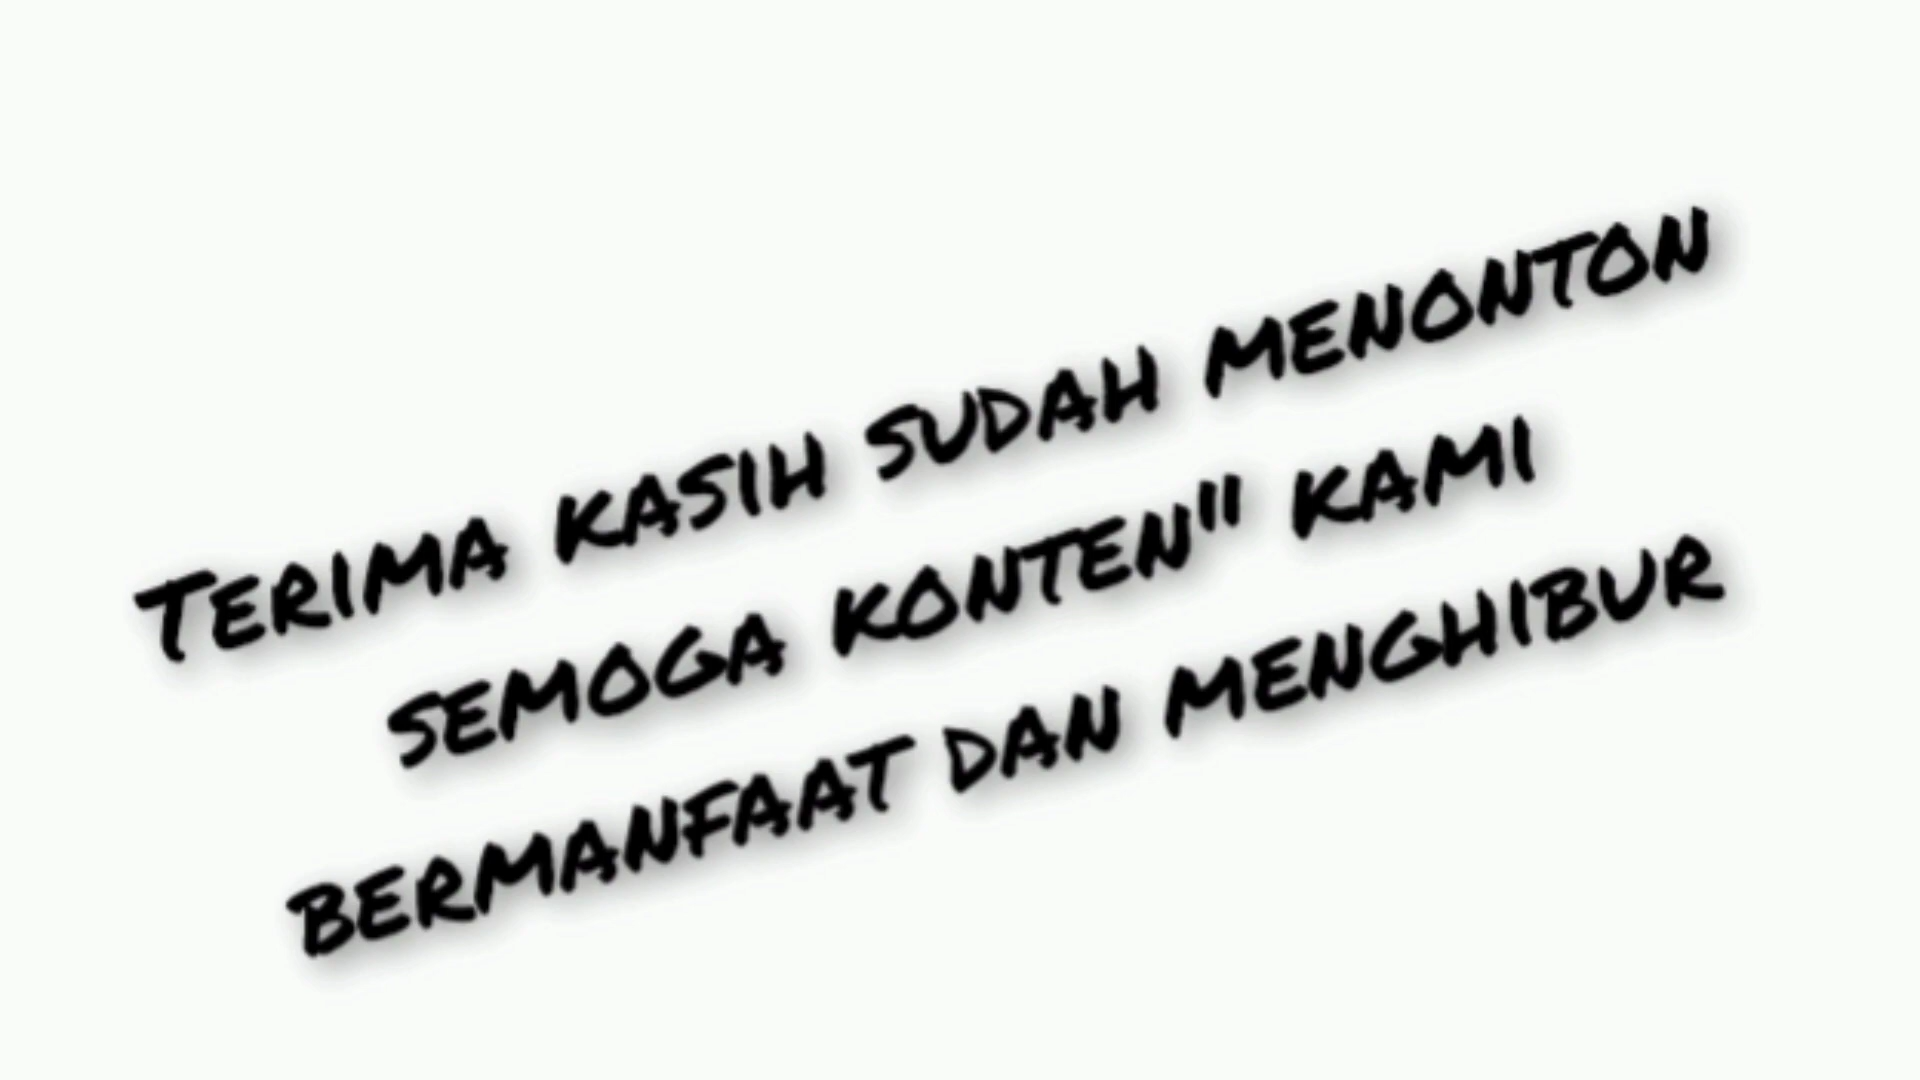 Terima kasih sudah menonton
semoga konten" kami
bermanfaat dan menghibur